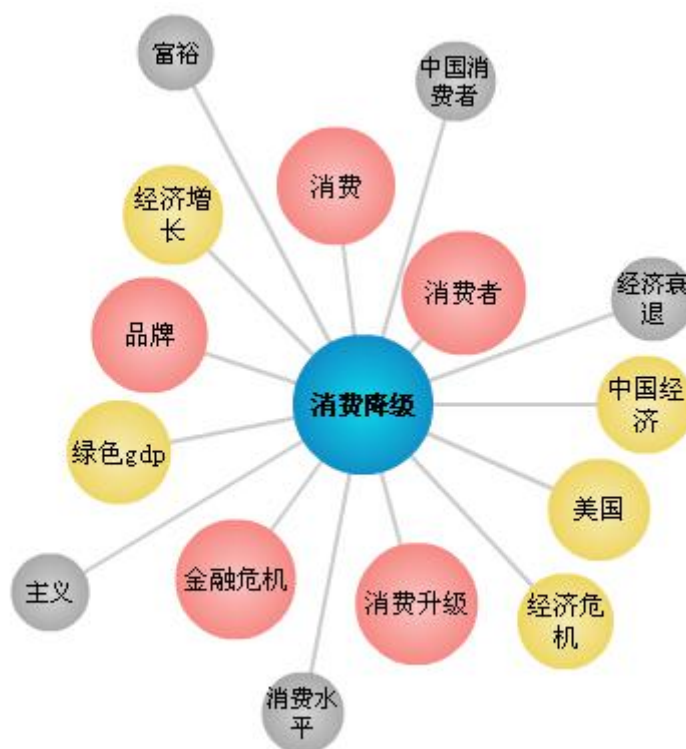 富裕
中国消
费者
消费
经济增
长
消费者
经济衰
退
品牌
消费降级
中国经
济
绿色gdp
美国
金融危机
主义
消费升级
经济危
机
消费水
平